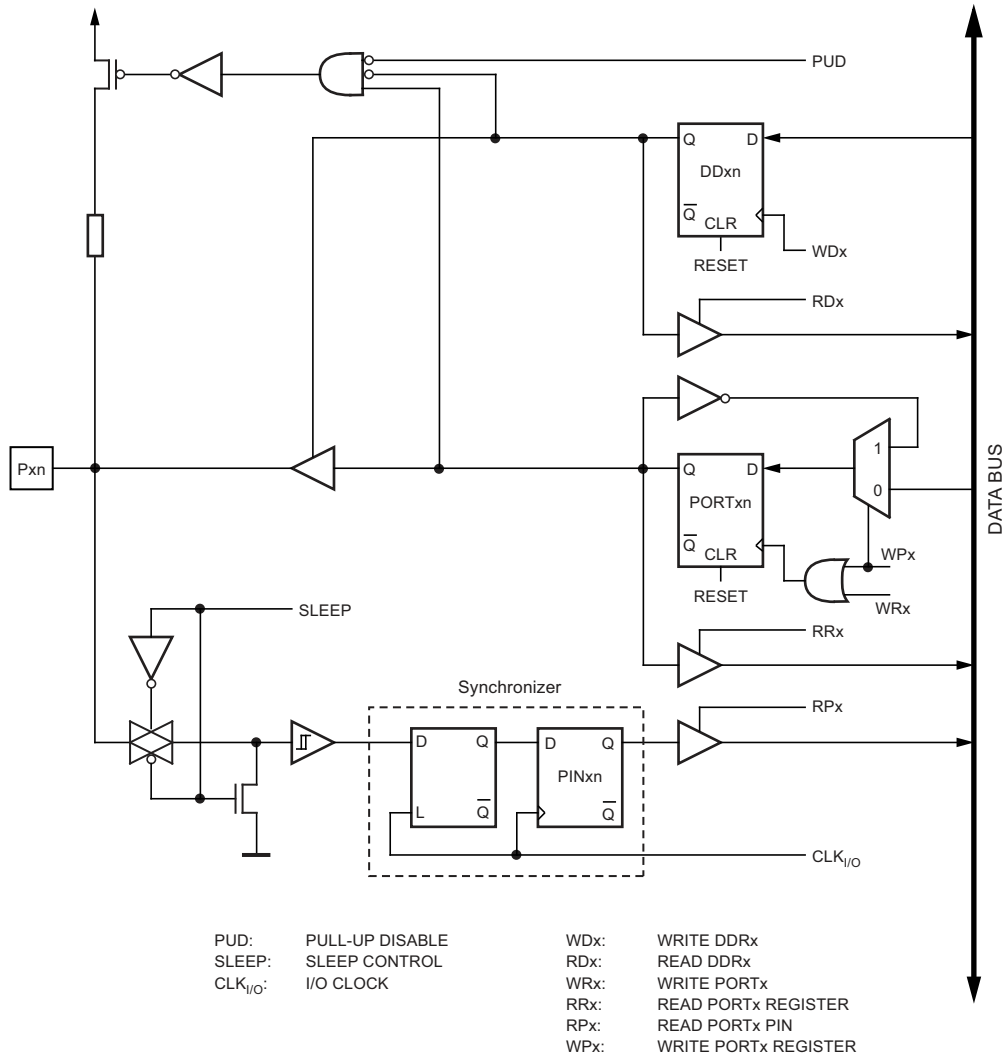 PUD
Q D
DDxn
Q
CLR
RESET
WDx
RDx
Pxn
1
0
Q D
PORTxn
Q
CLR
RESET
WPx
WRx
DATA BUS
SLEEP
RRx
Synchronizer
RPx
D Q
L Q
D Q
PINxn
Q
CLKI/O
PUD: PULL-UP DISABLE
SLEEP: SLEEP CONTROL
CLKI/O: I/O CLOCK
WDx: WRITE DDRx
RDx: READ DDRx
WRx: WRITE PORTx
RRx: READ PORTx REGISTER
RPx: READ PORTx PIN
WPx: WRITE PORTx REGISTER